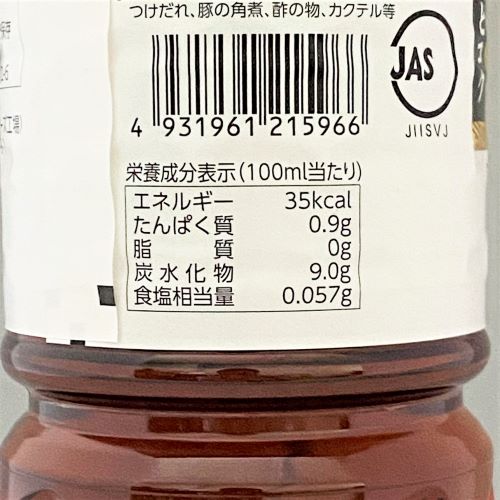 つけだれ、豚の角煮、酢の物、カクテル等
JAS
JIISVJ
4 931961 215966
栄養成分表示(100ml当たり)
エネルギー 35kcal
たんぱく質 0.9g
脂質 0g
炭水化物 9.0g
食塩相当量 0.057g